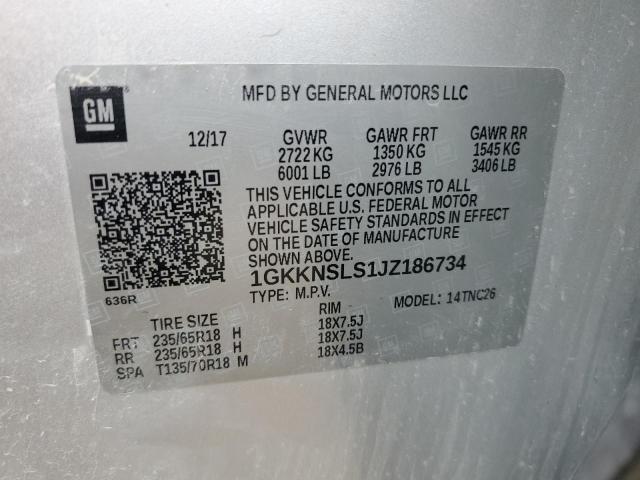 GM
MFD BY GENERAL MOTORS LLC
12/17 GVWR GAWR FRT GAWR RR
2722 KG 1350 KG 1545 KG
6001 LB 2976 LB 3406 LB
THIS VEHICLE CONFORMS TO ALL
APPLICABLE U.S. FEDERAL MOTOR
VEHICLE SAFETY STANDARDS IN EFFECT
ON THE DATE OF MANUFACTURE
SHOWN ABOVE.
1GKKNSLS1JZ186734
636R
TYPE: M.P.V. MODEL: 14TNC26
TIRE SIZE RIM
FRT 235/65R18 H 18X7.5J
RR 235/65R18 H 18X7.5J
SPA T135/70R18 M 18X4.5B